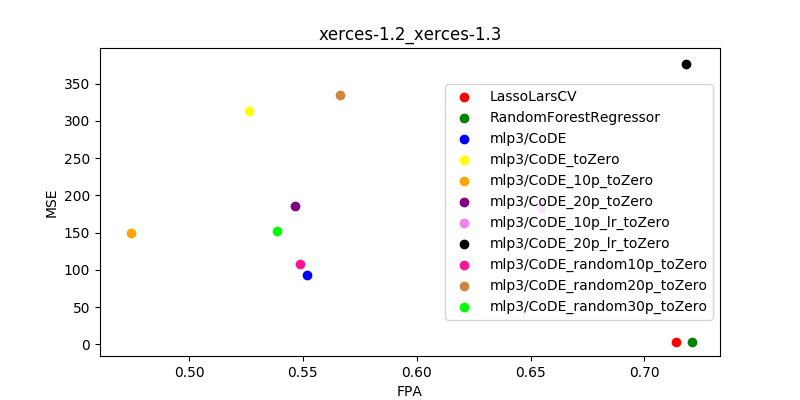 xerces-1.2_xerces-1.3
MSE
350
300
250
200
150
100
50
0
LassoLarsCV
RandomForestRegressor
mlp3/CoDE
mlp3/CoDE_toZero
mlp3/CoDE_10p_toZero
mlp3/CoDE_20p_toZero
mlp3/CoDE_10p_lr_toZero
mlp3/CoDE_20p_lr_toZero
mlp3/CoDE_random10p_toZero
mlp3/CoDE_random20p_toZero
mlp3/CoDE_random30p_toZero
0.50 0.55 0.60 0.65 0.70
FPA